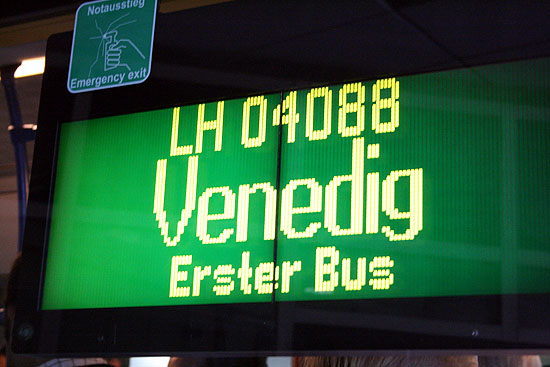 Notausstieg
Emergency exit
LH 04088
Venedig
Erster Bus